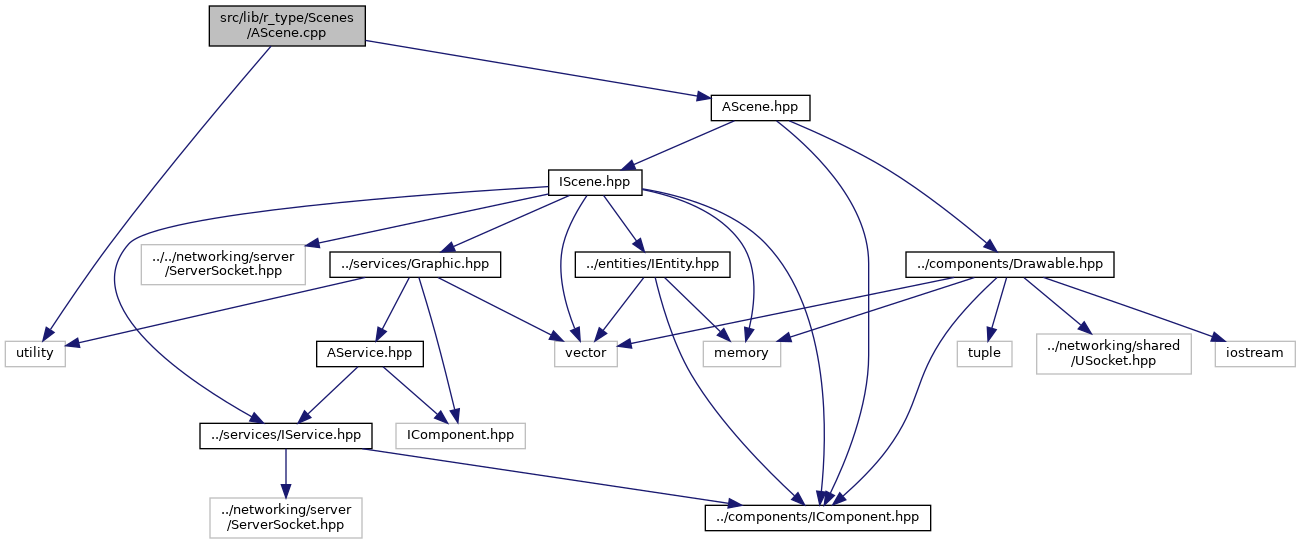 src/lib/r_type/Scenes
/AScene.cpp
AScene.hpp
IScene.hpp
../../networking/server
/ServerSocket.hpp
../services/Graphic.hpp
../entities/IEntity.hpp
../components/Drawable.hpp
utility
AService.hpp
vector
memory
tuple
../networking/shared
/USocket.hpp
iostream
../services/IService.hpp
IComponent.hpp
../networking/server
/ServerSocket.hpp
../components/IComponent.hpp